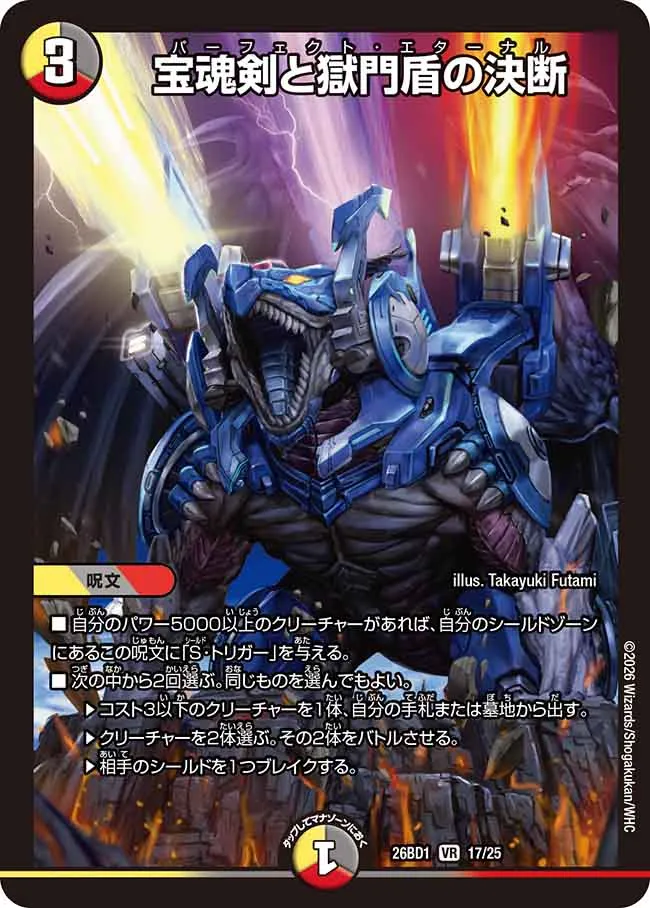 3
パーフェクト・エターナル
宝魂剣と獄門盾の決断
呪文
illus. Takayuki Futami
■自分のパワー5000以上のクリーチャーがあれば、自分のシールドゾーン
にあるこの呪文に「S・トリガー」を与える。
■次の中から2回選ぶ。同じものを選んでもよい。
▶コスト3以下のクリーチャーを1体、自分の手札または墓地から出す。
▶クリーチャーを2体選ぶ。その2体をバトルさせる。
▶相手のシールドを1つブレイクする。
©2026 Wizards/Shogakukan/WHC
タップしてマナゾーンにおく
1
26BD1 VR 17/25